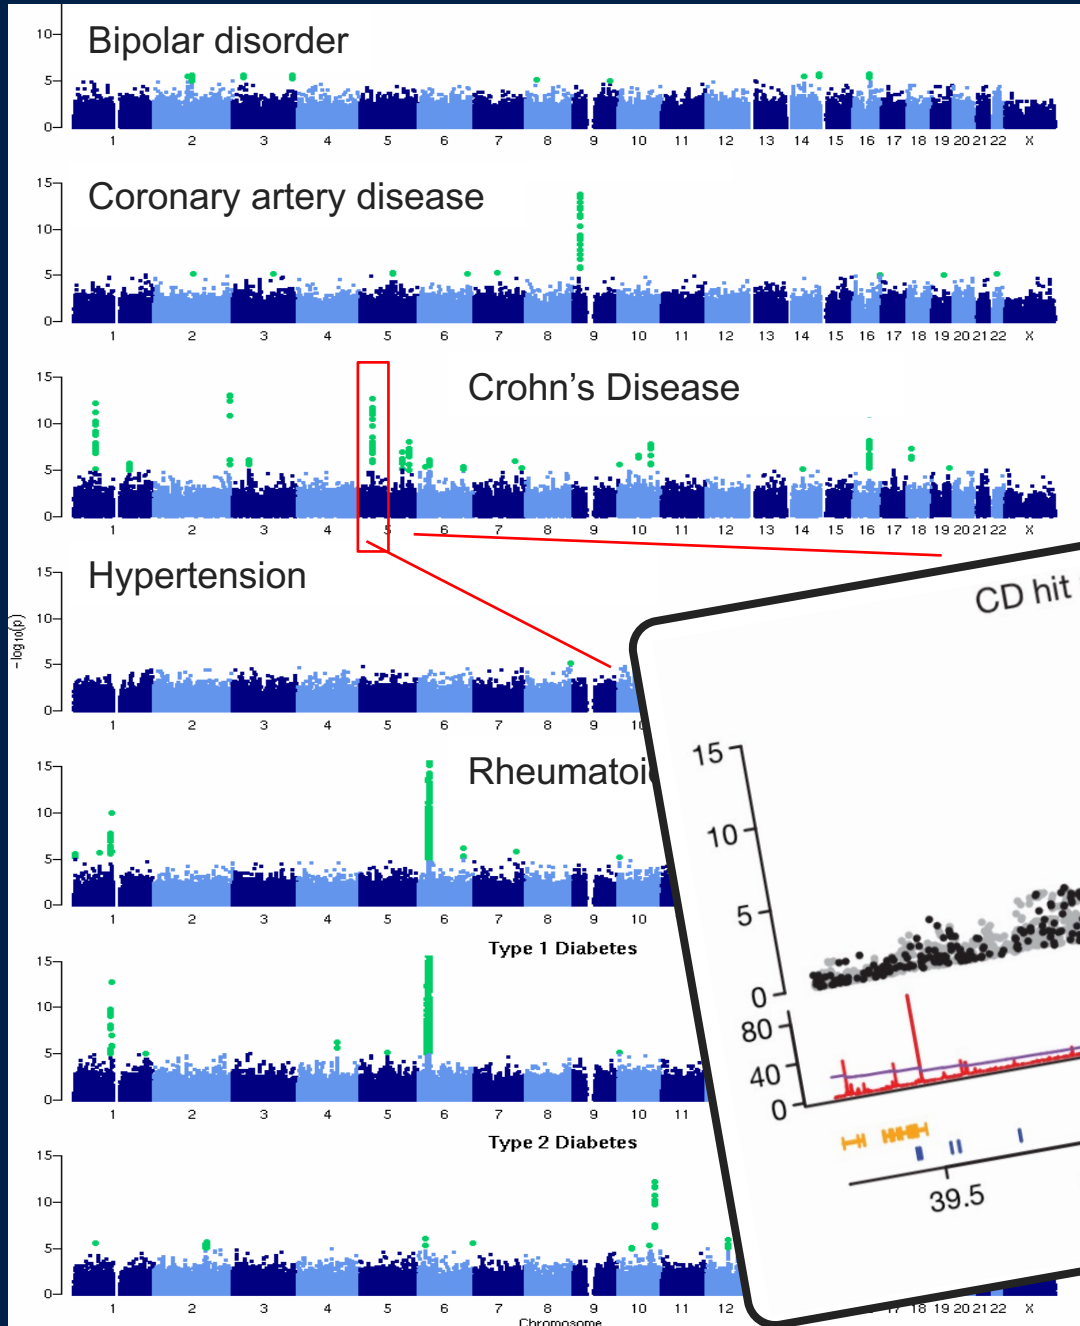 10
Bipolar disorder
5
0
1 2 3 4 5 6 7 8 9 10 11 12 13 14 15 16 17 18 19 20 21 22 X
15
Coronary artery disease
10
5
0
1 2 3 4 5 6 7 8 9 10 11 12 13 14 15 16 17 18 19 20 21 22 X
15
Crohn’s Disease
10
5
0
1 2 3 4 5 6 7 8 9 10 11 12 13 14 15 16 17 18 19 20 21 22 X
15
Hypertension
10
-log10(p)
5
0
1 2 3 4 5 6 7 8 9 10
15
Rheumatoi
10
5
0
1 2 3 4 5 6 7 8 9 10
Type 1 Diabetes
15
10
5
0
1 2 3 4 5 6 7 8 9 10 11
Type 2 Diabetes
15
10
5
0
1 2 3 4 5 6 7 8 9 10 11 12 16 17 18 19 20 21 22 X
Chromosome
CD hit
15
10
5
0
80
40
0
39.5